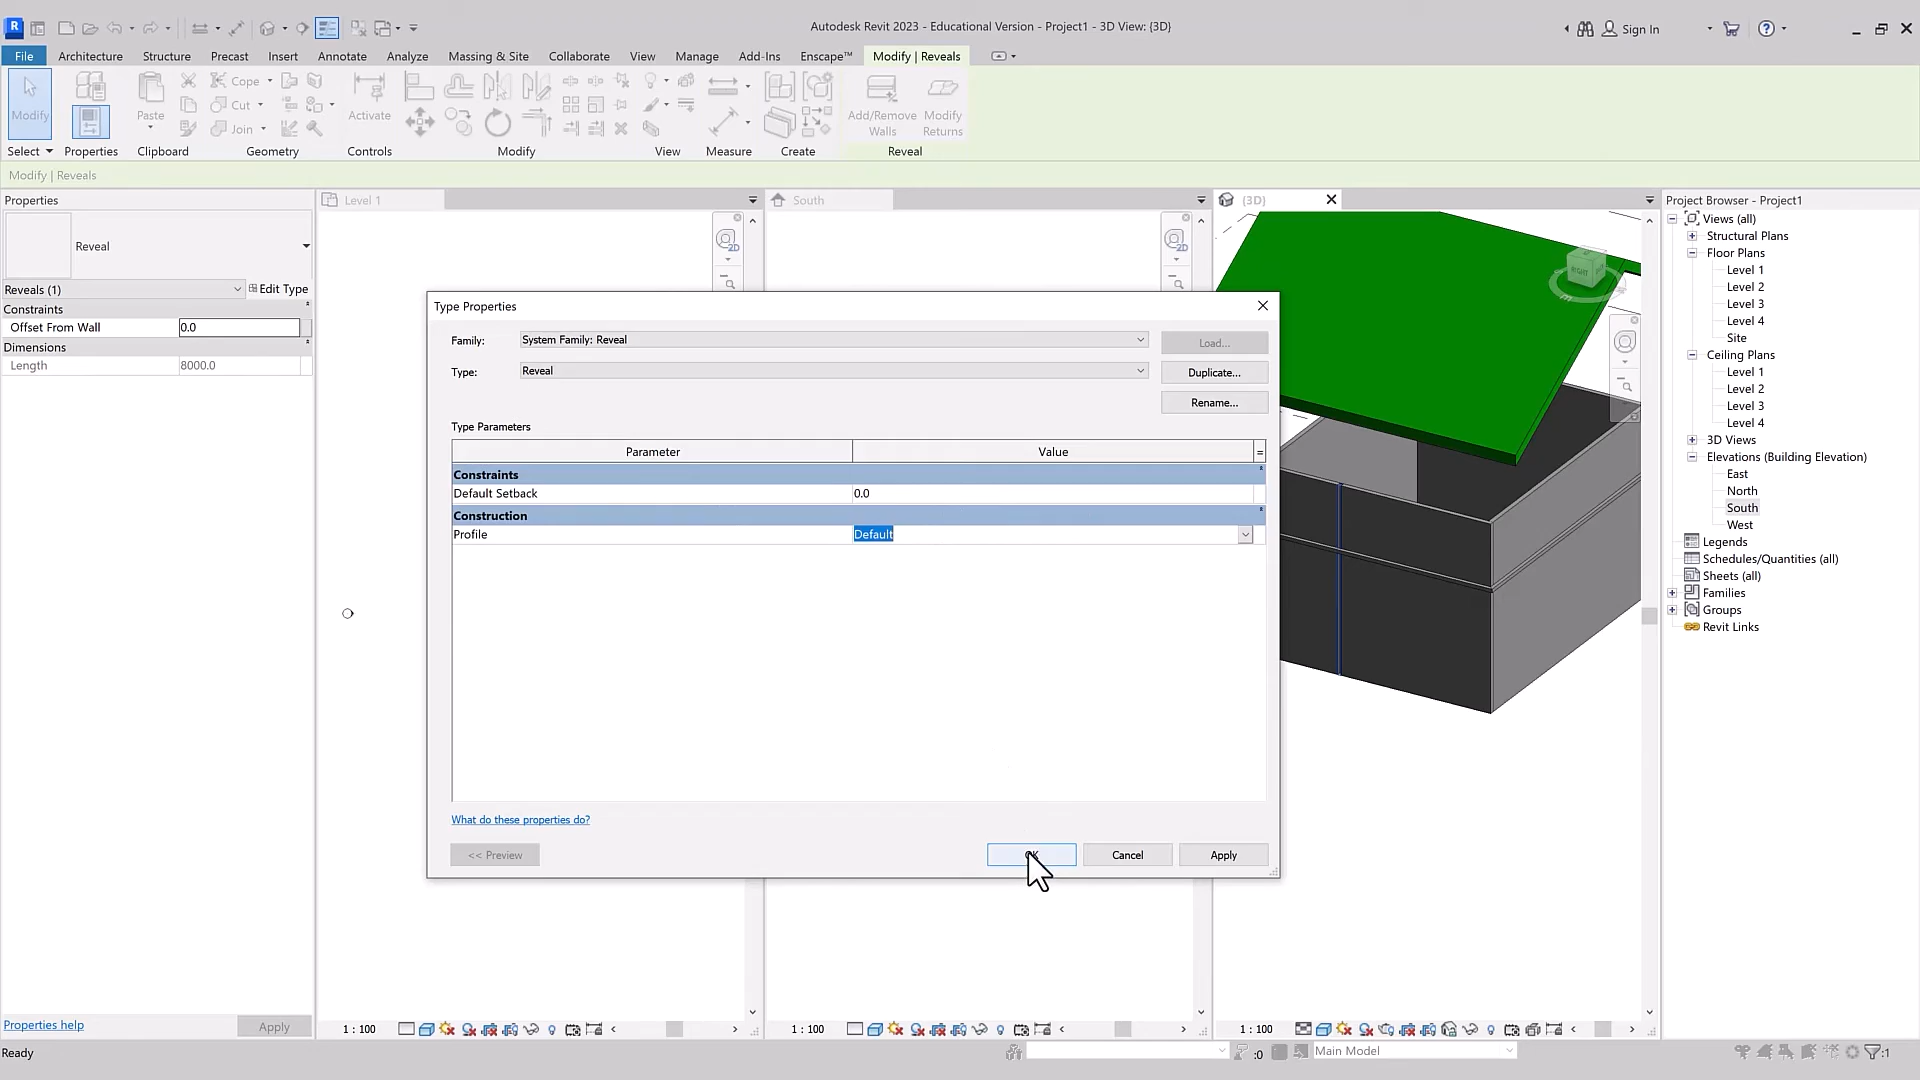 Autodesk Revit 2023 - Educational Version - Project1 - 3D View: {3D}
Sign In
File
Architecture
Structure
Precast
Insert
Annotate
Analyze
Massing & Site
Collaborate
View
Manage
Add-Ins
Enscape™
Modify | Reveals
Modify
Paste
Cope
Cut
Join
Activate
Add/Remove
Walls
Modify
Returns
Select
Properties
Clipboard
Geometry
Controls
Modify
View
Measure
Create
Reveal
Modify | Reveals
Properties
Reveal
Reveals (1)
Edit Type
Constraints
Offset From Wall
0.0
Dimensions
Length
8000.0
Properties help
Apply
Level 1
South
{3D}
2D
2D
Type Properties
Family:
System Family: Reveal
Load...
Type:
Reveal
Duplicate...
Rename...
Type Parameters
Parameter
Value
=
Constraints
Default Setback
0.0
Construction
Profile
Default
What do these properties do?
<< Preview
Cancel
Apply
RIGHT
Project Browser - Project1
Views (all)
Structural Plans
Floor Plans
Level 1
Level 2
Level 3
Level 4
Site
Ceiling Plans
Level 1
Level 2
Level 3
Level 4
3D Views
Elevations (Building Elevation)
East
North
South
West
Legends
Schedules/Quantities (all)
Sheets (all)
Families
Groups
Revit Links
1 : 100
1 : 100
1 : 100
Ready
:0
Main Model
:1